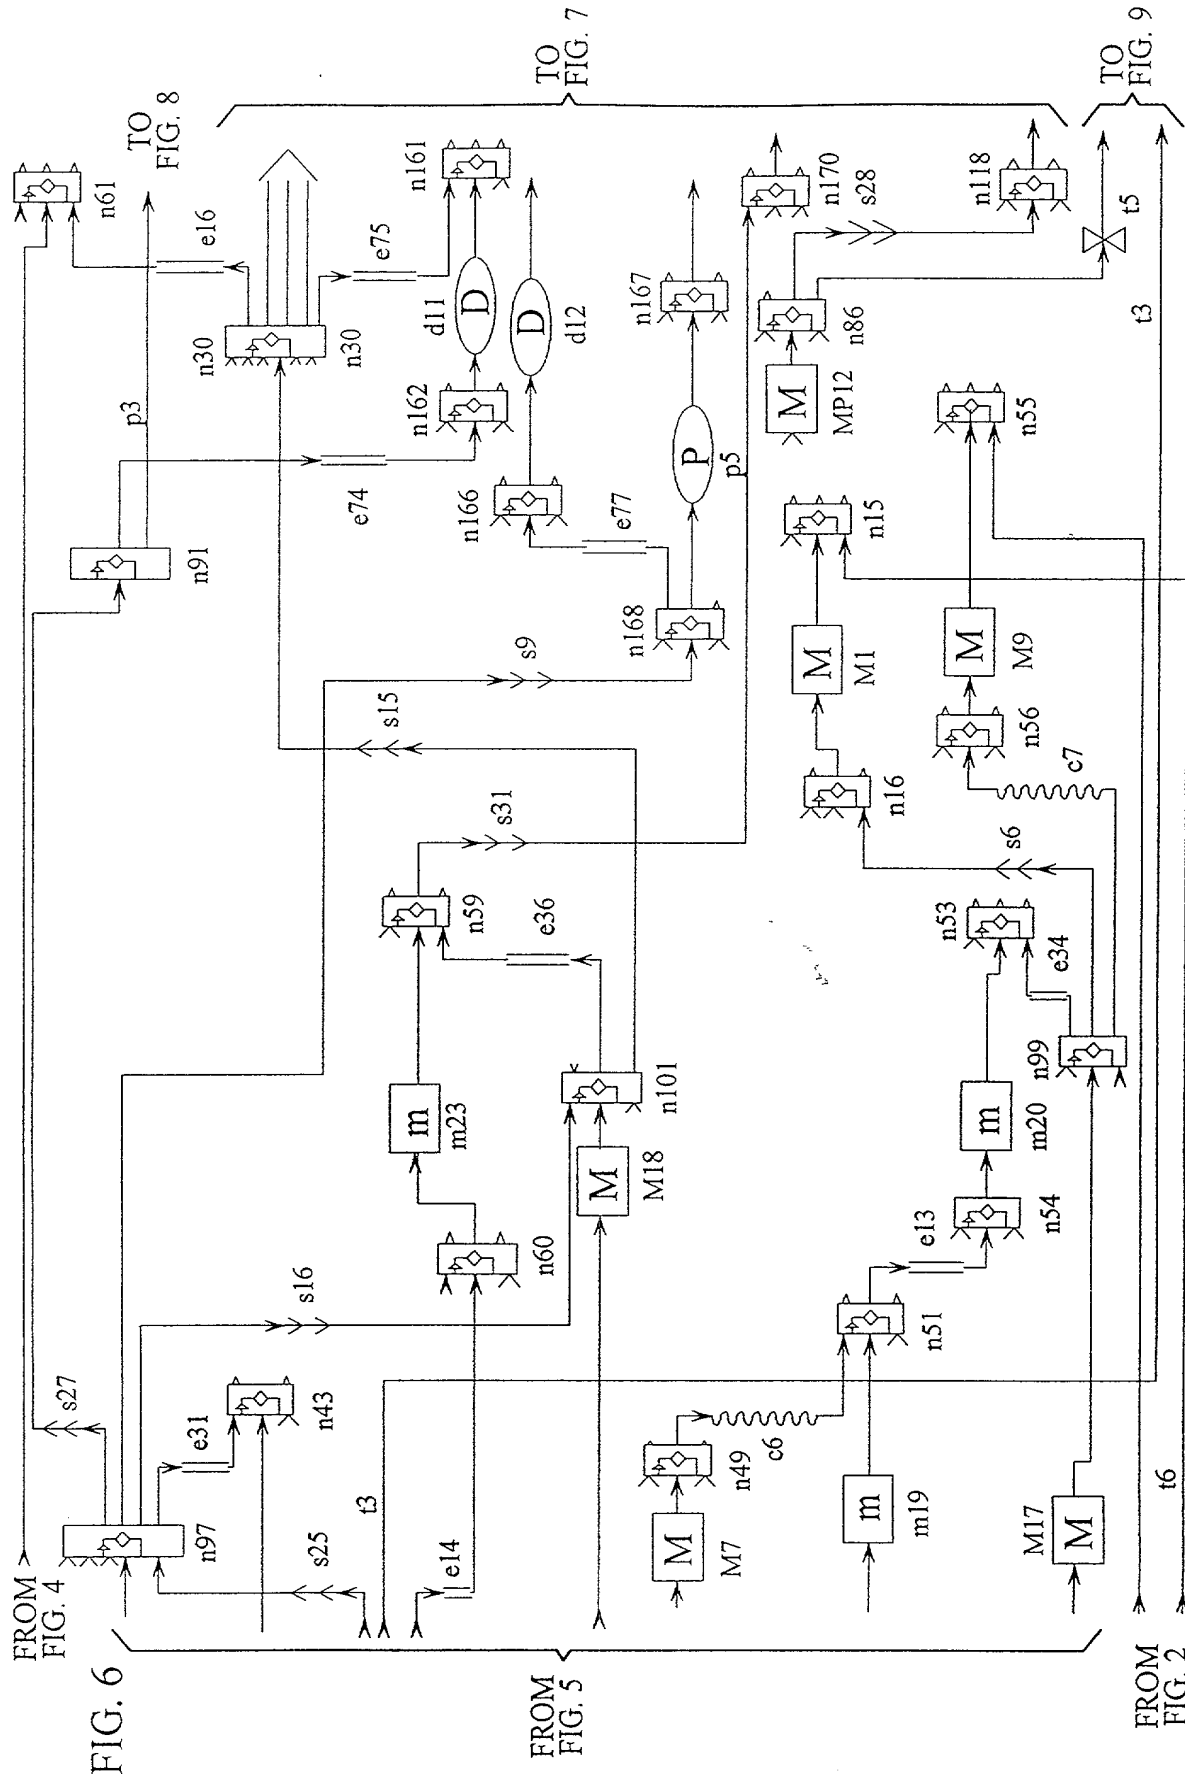 FIG. 6
FROM
FIG. 4
FROM
FIG. 5
FROM
FIG. 2
TO
FIG. 8
TO
FIG. 7
TO
FIG. 9
n97
s27
e31
n43
s25
s16
t3
e14
n60
m
m23
M
M18
n101
e36
n59
s31
s15
s9
n91
p3
e74
e16
n61
n30
n30
e75
n161
D
d11
n162
D
d12
n166
e77
n168
P
p5
n167
n170
s28
n118
n86
M
MP12
t5
t3
n55
n15
M
M1
M
M9
n56
c7
n16
s6
n53
e34
n99
m
m20
n54
e13
n51
c6
n49
M
M7
m
m19
M17
M
t6